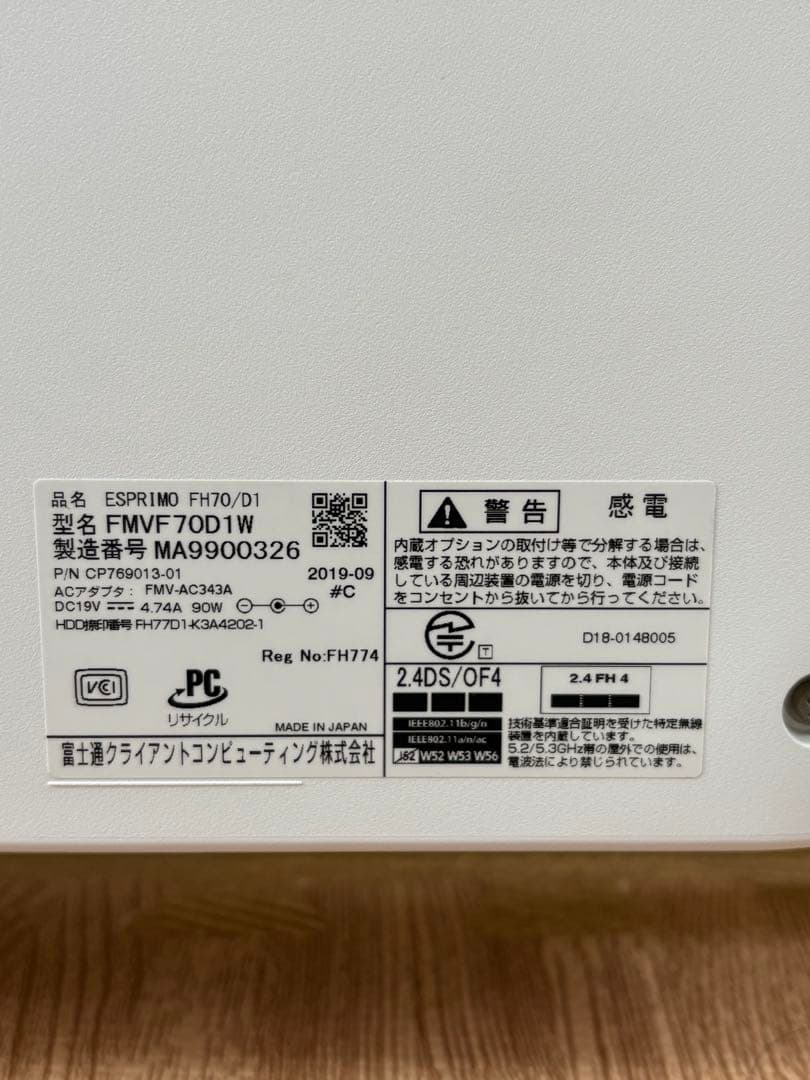 品名 ESPRIMO FH70/D1
型名 FMVF70D1W
製造番号 MA9900326
P/N CP769013-01 2019-09
ACアダプタ: FMV-AC343A #C
DC19V 4.74A 90W
HDD捺印番号 FH77D1-K3A4202-1
Reg No:FH774
VCI
PC
リサイクル
MADE IN JAPAN
富士通クライアントコンピューティング株式会社
警告 感電
内蔵オプションの取付け等で分解する場合は、
感電する恐れがありますので、本体及び接続
している周辺装置の電源を切り、電源コード
をコンセントから抜いてから行ってください。
T D18-0148005
2.4DS/OF4
2.4 FH 4
IEEE802.11b/g/n
IEEE802.11a/n/ac
J52 W52 W53 W56
技術基準適合証明を受けた特定無線
装置を内蔵しています。
5.2/5.3GHz帯の屋外での使用は、
電波法により禁じられています。